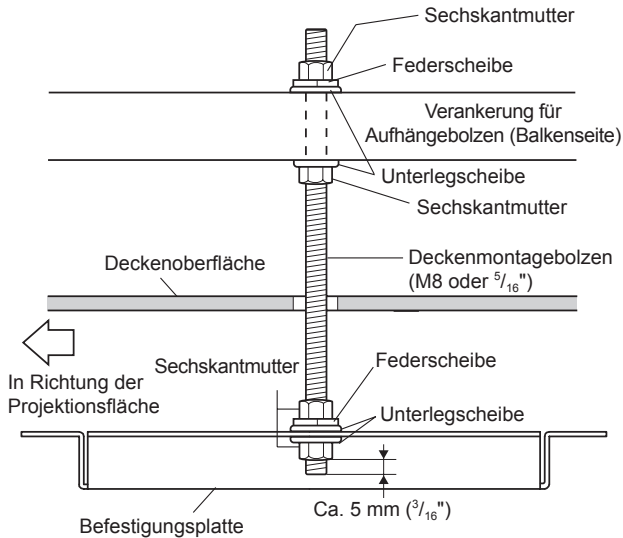 Sechskantmutter
Federscheibe
Verankerung für
Aufhängebolzen (Balkenseite)
Unterlegscheibe
Sechskantmutter
Deckenoberfläche
Deckenmontagebolzen
(M8 oder 5/16")
In Richtung der
Projektionsfläche
Sechskantmutter
Federscheibe
Unterlegscheibe
Ca. 5 mm (3/16")
Befestigungsplatte